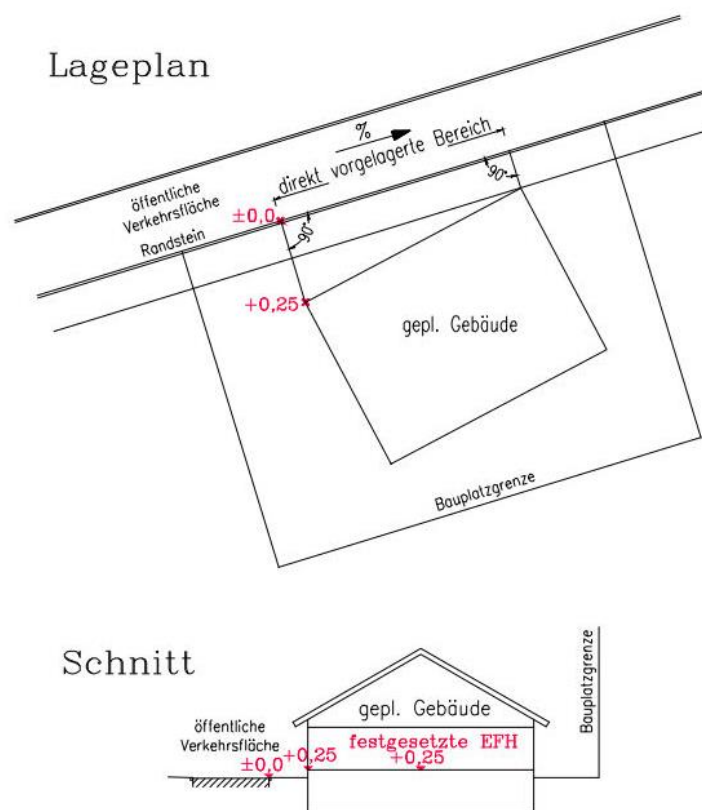 Lageplan
%
direkt vorgelagerte Bereich
öffentliche
Verkehrsfläche
±0,0
Randstein
90°
90°
+0,25
gepl. Gebäude
Bauplatzgrenze
Schnitt
Bauplatzgrenze
gepl. Gebäude
öffentliche
Verkehrsfläche
festgesetzte EFH
±0,0
+0,25
+0,25